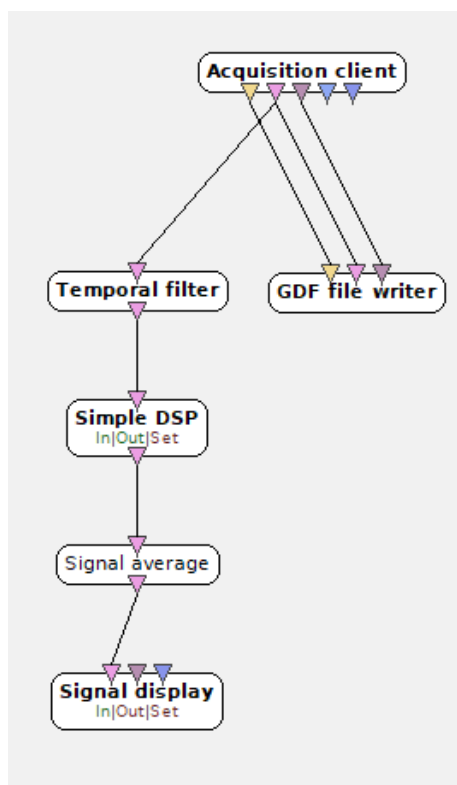 Acquisition client
Temporal filter
GDF file writer
Simple DSP
In|Out|Set
Signal average
Signal display
In|Out|Set